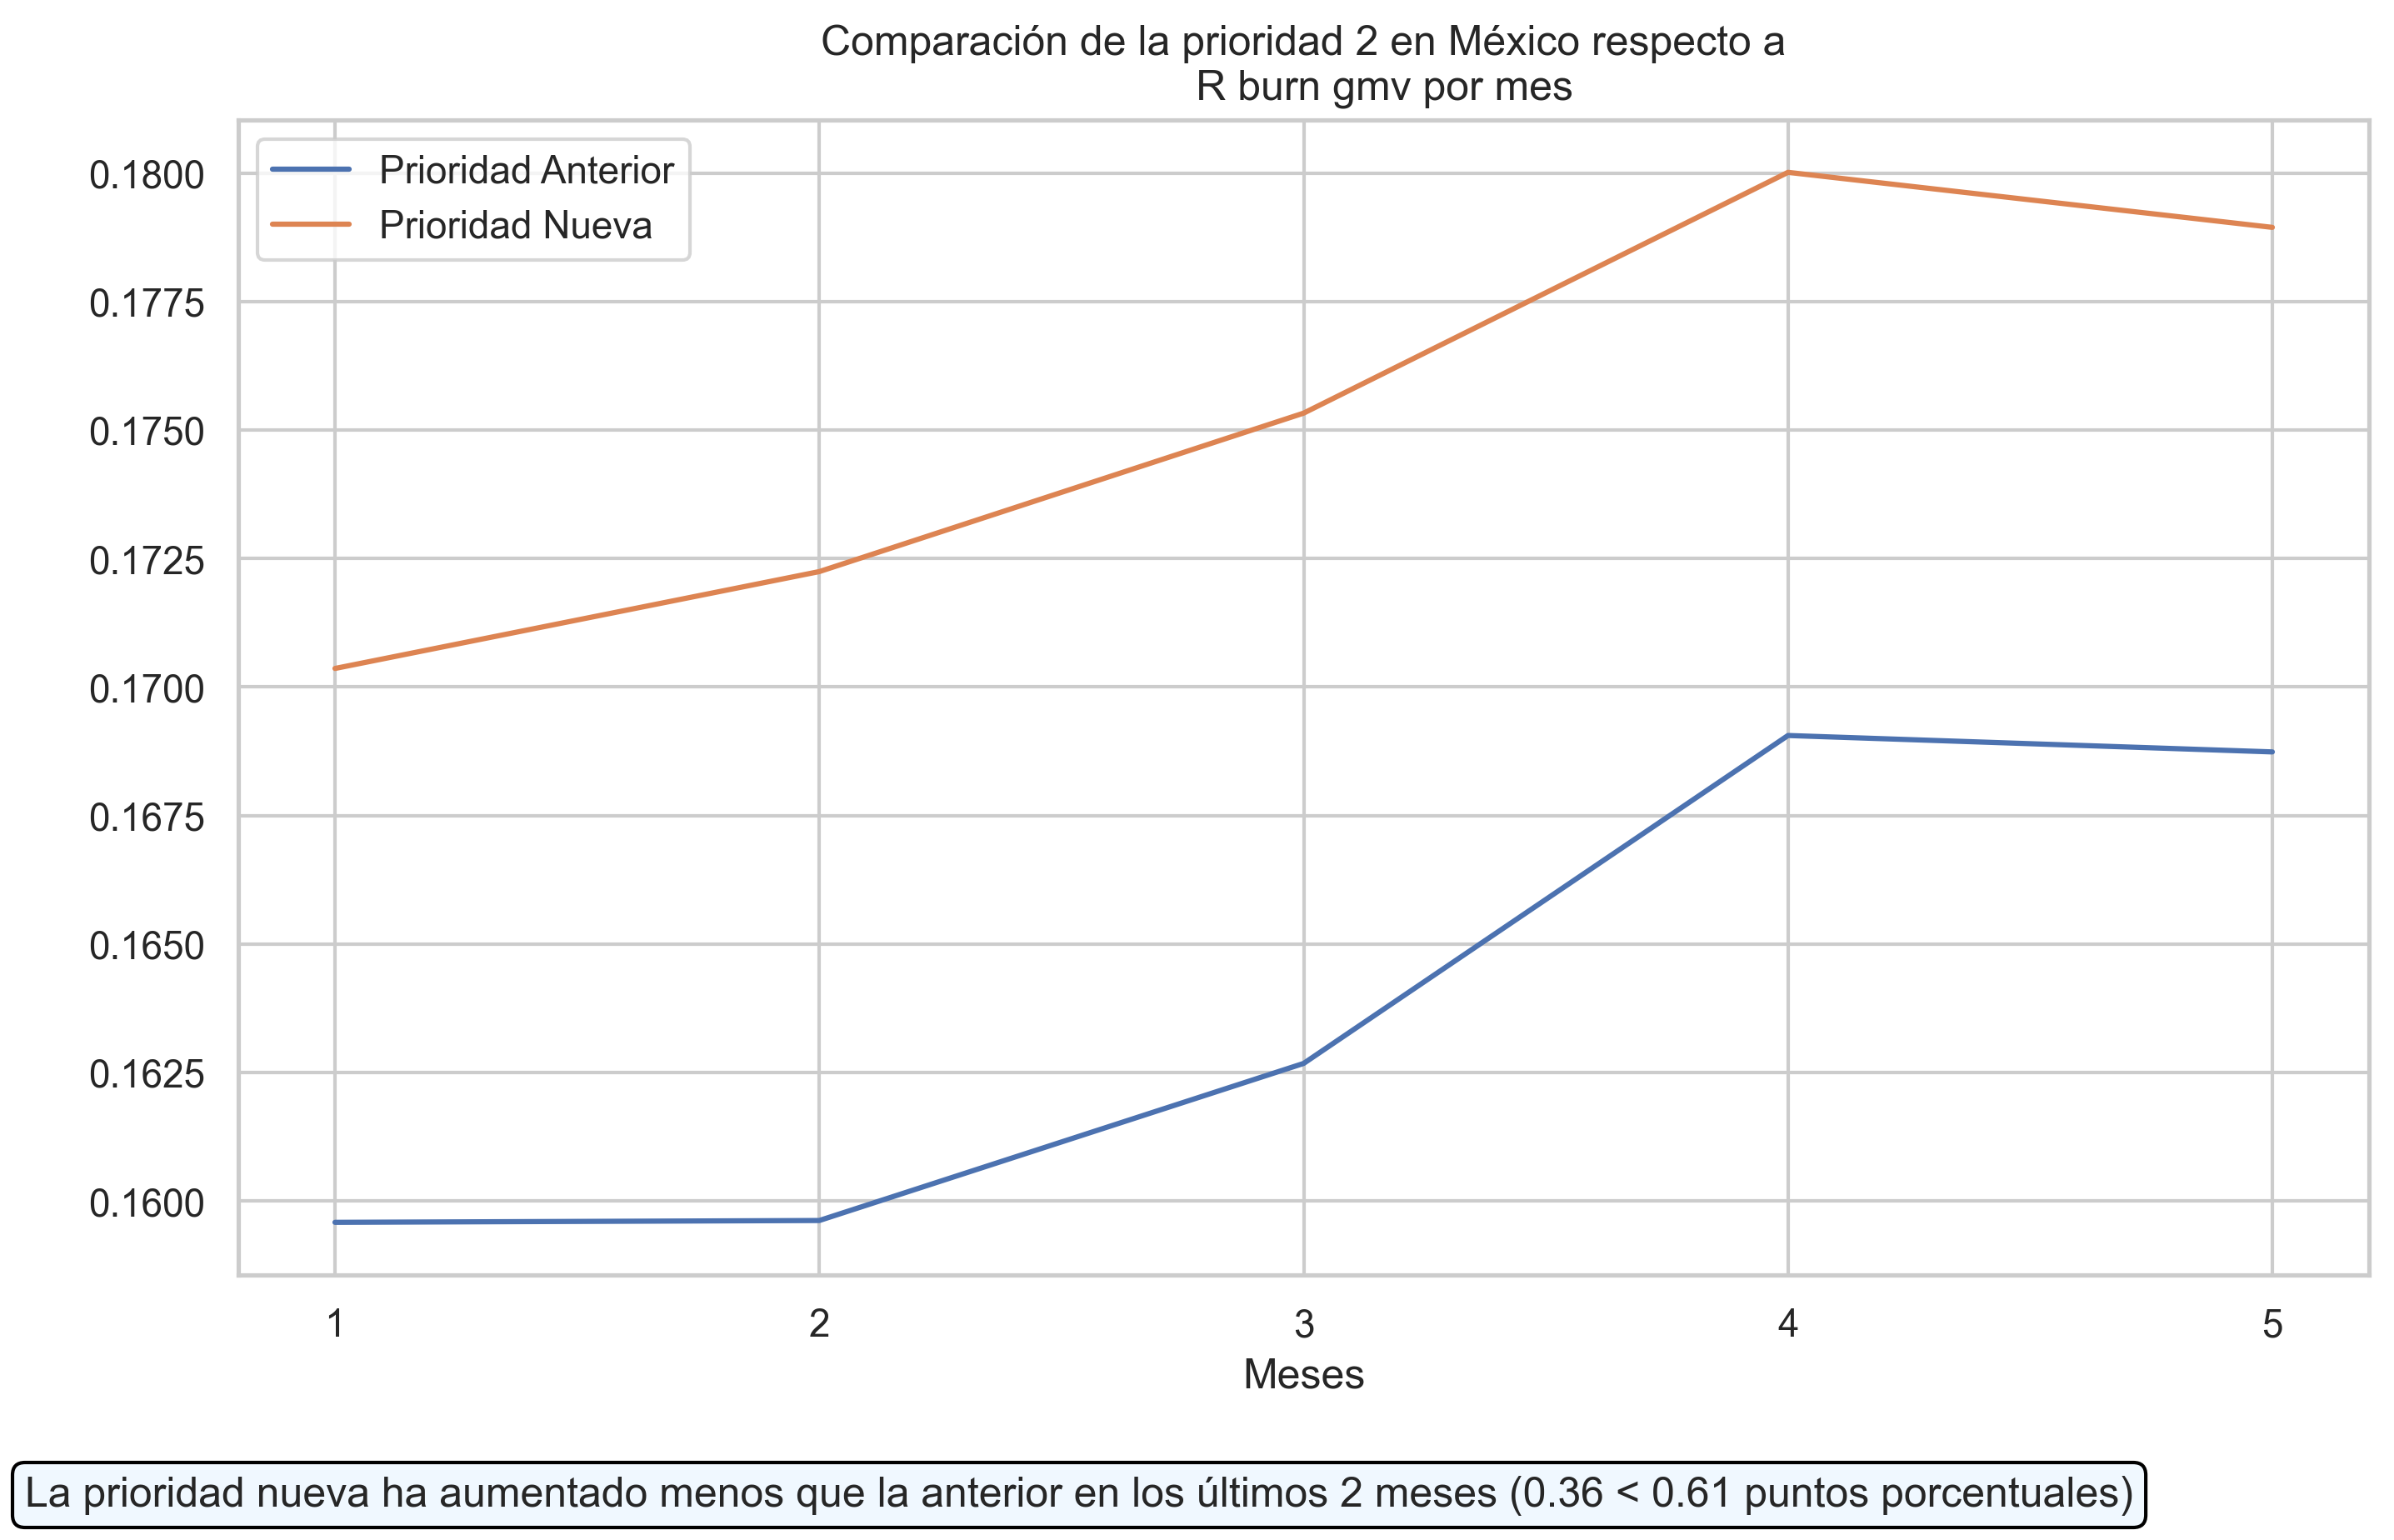 Comparación de la prioridad 2 en México respecto a
R burn gmv por mes
Prioridad Anterior
Prioridad Nueva
0.1800
0.1775
0.1750
0.1725
0.1700
0.1675
0.1650
0.1625
0.1600
1 2 3 4 5
Meses
La prioridad nueva ha aumentado menos que la anterior en los últimos 2 meses (0.36 < 0.61 puntos porcentuales)